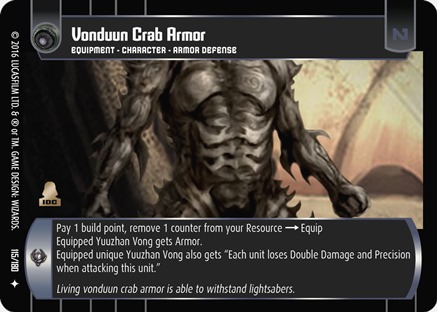 Vonduun Crab Armor
EQUIPMENT • CHARACTER • ARMOR DEFENSE
N
© 2016 LUCASFILM LTD. & ® or TM. GAME DESIGN: WIZARDS.
IDC
115/180
Pay 1 build point, remove 1 counter from your Resource → Equip
Equipped Yuuzhan Vong gets Armor.
Equipped unique Yuuzhan Vong also gets “Each unit loses Double Damage and Precision
when attacking this unit.”
Living vonduun crab armor is able to withstand lightsabers.